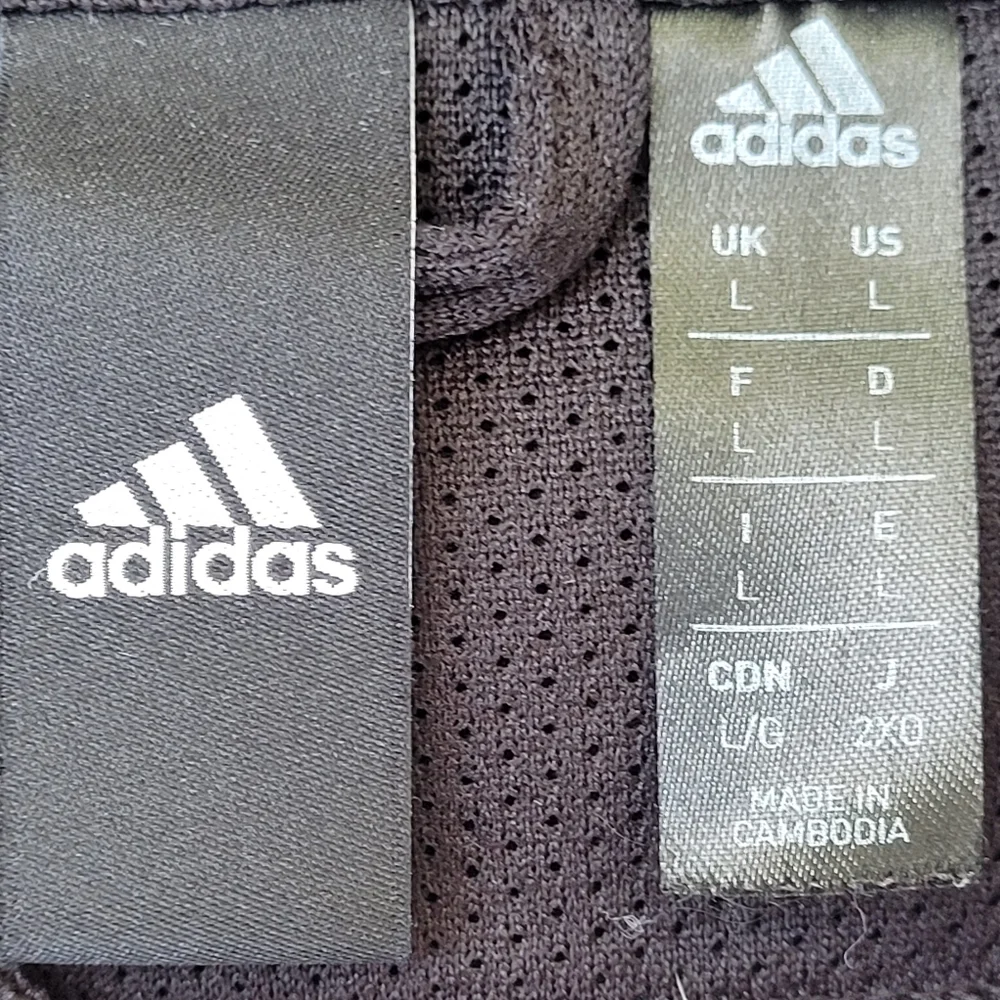 adidas
adidas
UK US
L L
F D
L L
I E
L L
CDN J
L/G 2XO
MADE IN
CAMBODIA